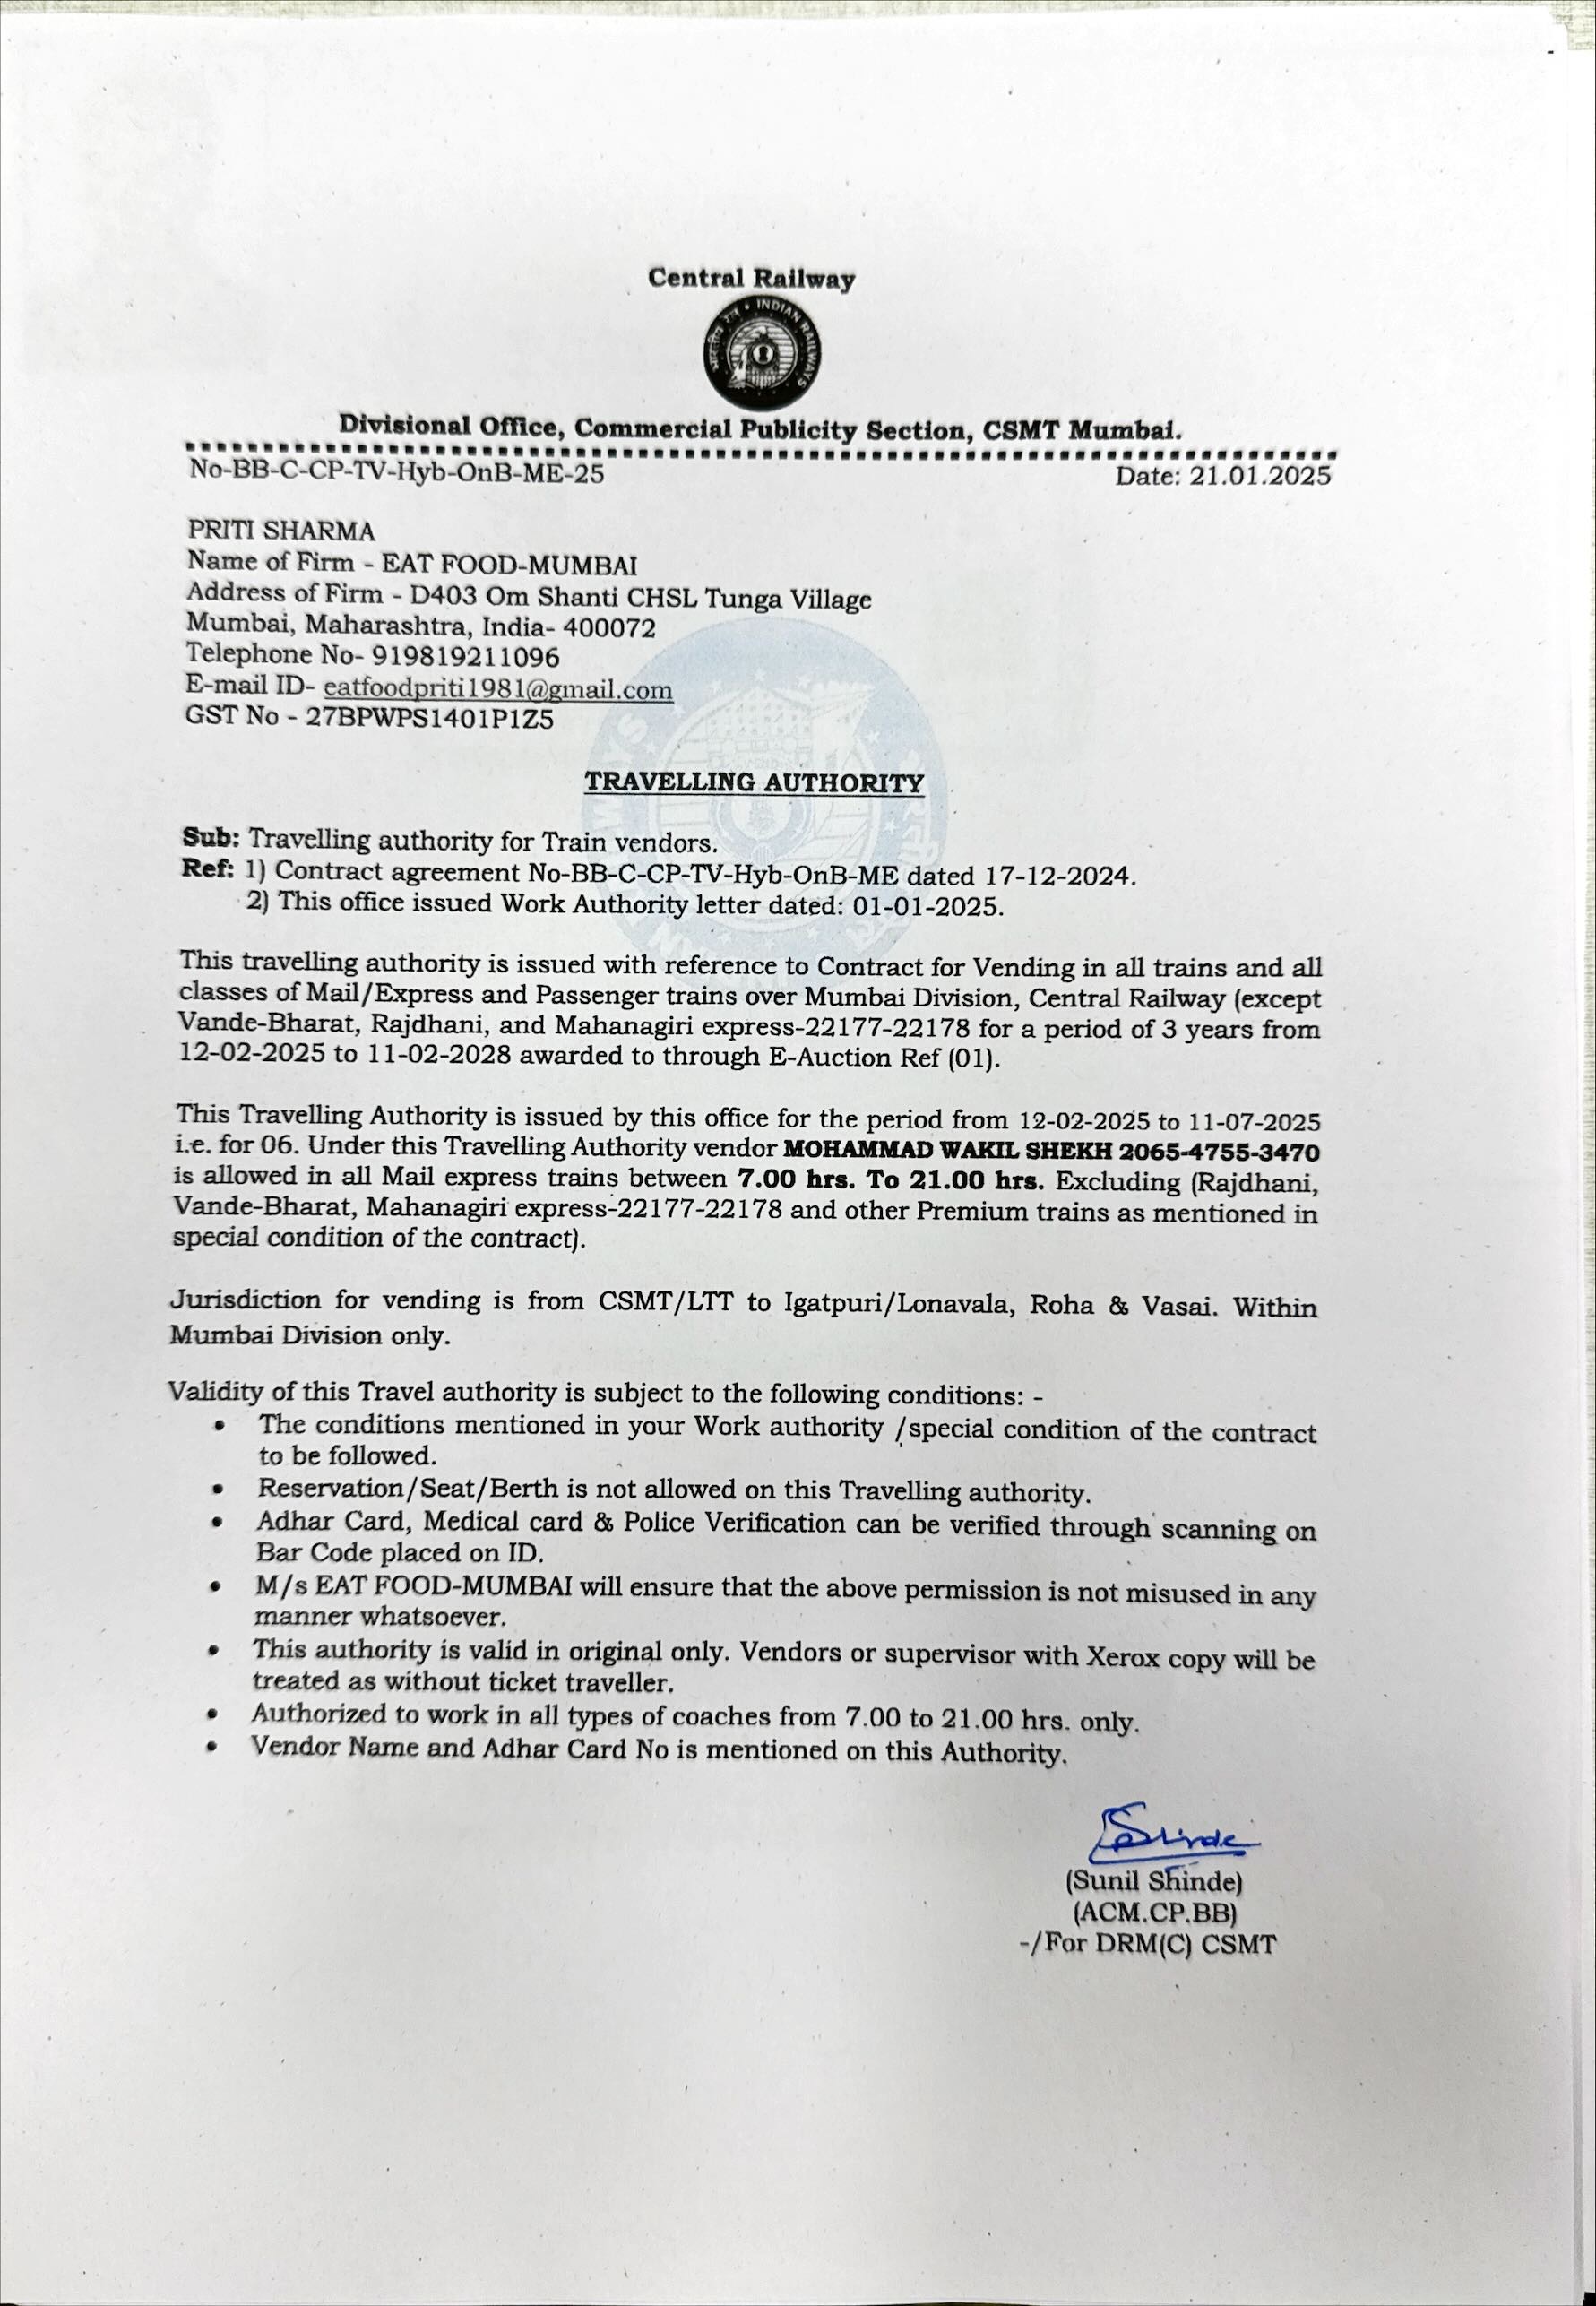 Central Railway
भारतीय रेल • INDIAN RAILWAYS
Divisional Office, Commercial Publicity Section, CSMT Mumbai.
No-BB-C-CP-TV-Hyb-OnB-ME-25 Date: 21.01.2025
PRITI SHARMA
Name of Firm - EAT FOOD-MUMBAI
Address of Firm - D403 Om Shanti CHSL Tunga Village
Mumbai, Maharashtra, India- 400072
Telephone No- 919819211096
E-mail ID- eatfoodpriti1981@gmail.com
GST No - 27BPWPS1401P1Z5
TRAVELLING AUTHORITY
Sub: Travelling authority for Train vendors.
Ref: 1) Contract agreement No-BB-C-CP-TV-Hyb-OnB-ME dated 17-12-2024.
2) This office issued Work Authority letter dated: 01-01-2025.
This travelling authority is issued with reference to Contract for Vending in all trains and all
classes of Mail/Express and Passenger trains over Mumbai Division, Central Railway (except
Vande-Bharat, Rajdhani, and Mahanagiri express-22177-22178 for a period of 3 years from
12-02-2025 to 11-02-2028 awarded to through E-Auction Ref (01).
This Travelling Authority is issued by this office for the period from 12-02-2025 to 11-07-2025
i.e. for 06. Under this Travelling Authority vendor MOHAMMAD WAKIL SHEKH 2065-4755-3470
is allowed in all Mail express trains between 7.00 hrs. To 21.00 hrs. Excluding (Rajdhani,
Vande-Bharat, Mahanagiri express-22177-22178 and other Premium trains as mentioned in
special condition of the contract).
Jurisdiction for vending is from CSMT/LTT to Igatpuri/Lonavala, Roha & Vasai. Within
Mumbai Division only.
Validity of this Travel authority is subject to the following conditions: -
• The conditions mentioned in your Work authority /special condition of the contract
to be followed.
• Reservation/Seat/Berth is not allowed on this Travelling authority.
• Adhar Card, Medical card & Police Verification can be verified through scanning on
Bar Code placed on ID.
• M/s EAT FOOD-MUMBAI will ensure that the above permission is not misused in any
manner whatsoever.
• This authority is valid in original only. Vendors or supervisor with Xerox copy will be
treated as without ticket traveller.
• Authorized to work in all types of coaches from 7.00 to 21.00 hrs. only.
• Vendor Name and Adhar Card No is mentioned on this Authority.
Shinde
(Sunil Shinde)
(ACM.CP.BB)
-/For DRM(C) CSMT